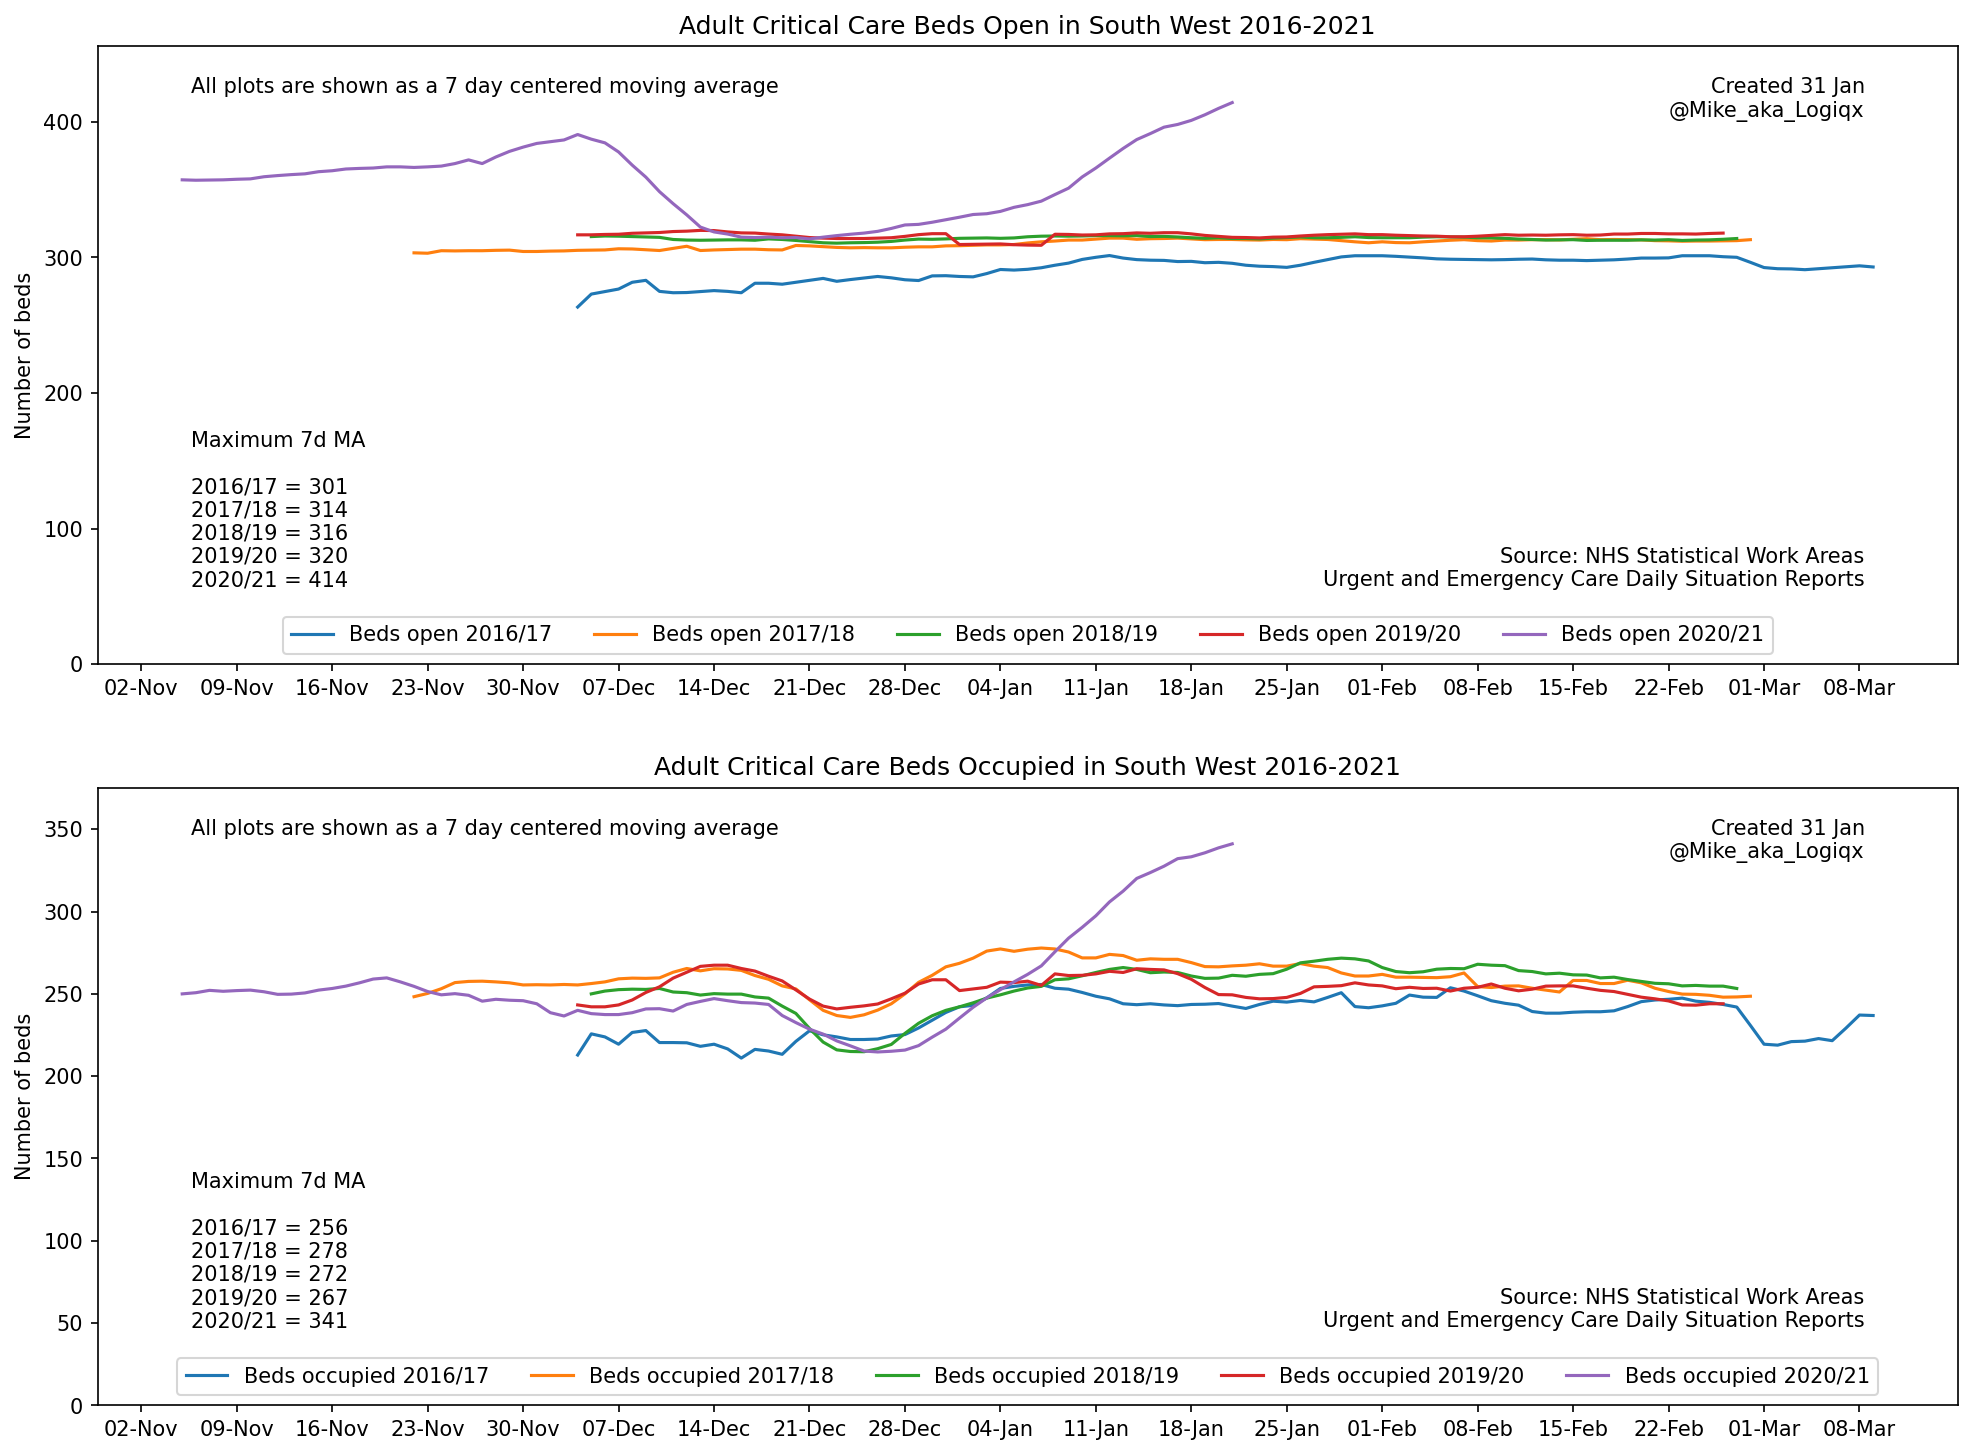 Adult Critical Care Beds Open in South West 2016-2021
All plots are shown as a 7 day centered moving average
Created 31 Jan
@Mike_aka_Logiqx
400
300
200
100
0
Number of beds
Maximum 7d MA
2016/17 = 301
2017/18 = 314
2018/19 = 316
2019/20 = 320
2020/21 = 414
Source: NHS Statistical Work Areas
Urgent and Emergency Care Daily Situation Reports
Beds open 2016/17 Beds open 2017/18 Beds open 2018/19 Beds open 2019/20 Beds open 2020/21
02-Nov 09-Nov 16-Nov 23-Nov 30-Nov 07-Dec 14-Dec 21-Dec 28-Dec 04-Jan 11-Jan 18-Jan 25-Jan 01-Feb 08-Feb 15-Feb 22-Feb 01-Mar 08-Mar
Adult Critical Care Beds Occupied in South West 2016-2021
All plots are shown as a 7 day centered moving average
Created 31 Jan
@Mike_aka_Logiqx
350
300
250
200
150
100
50
0
Number of beds
Maximum 7d MA
2016/17 = 256
2017/18 = 278
2018/19 = 272
2019/20 = 267
2020/21 = 341
Source: NHS Statistical Work Areas
Urgent and Emergency Care Daily Situation Reports
Beds occupied 2016/17 Beds occupied 2017/18 Beds occupied 2018/19 Beds occupied 2019/20 Beds occupied 2020/21
02-Nov 09-Nov 16-Nov 23-Nov 30-Nov 07-Dec 14-Dec 21-Dec 28-Dec 04-Jan 11-Jan 18-Jan 25-Jan 01-Feb 08-Feb 15-Feb 22-Feb 01-Mar 08-Mar